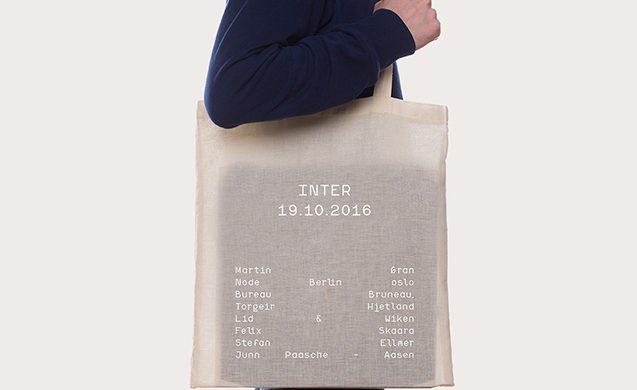 INTER
19.10.2016
Martin Gran
Node Berlin oslo
Bureau Bruneau,
Torgeir Hjetland
Lid & Wiken
Felix Skaara
Stefan Ellmer
Junn Paasche - Aasen